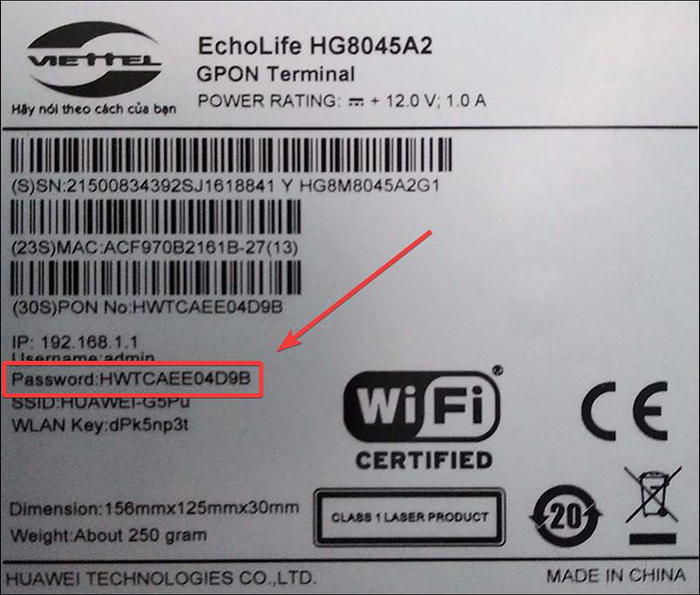 VIETTEL
Hãy nói theo cách của bạn
EchoLife HG8045A2
GPON Terminal
POWER RATING: ⎓ + 12.0 V; 1.0 A
(S)SN:21500834392SJ1618841 Y HG8M8045A2G1
(23S)MAC:ACF970B2161B-27(13)
(30S)PON No:HWTCAEE04D9B
IP: 192.168.1.1
Username:admin
Password:HWTCAEE04D9B
SSID:HUAWEI-G5Pu
WLAN Key:dPk5np3t
WiFi®
CERTIFIED
CE
Dimension:156mmx125mmx30mm
Weight:About 250 gram
CLASS 1 LASER PRODUCT
20
HUAWEI TECHNOLOGIES CO.,LTD.
MADE IN CHINA